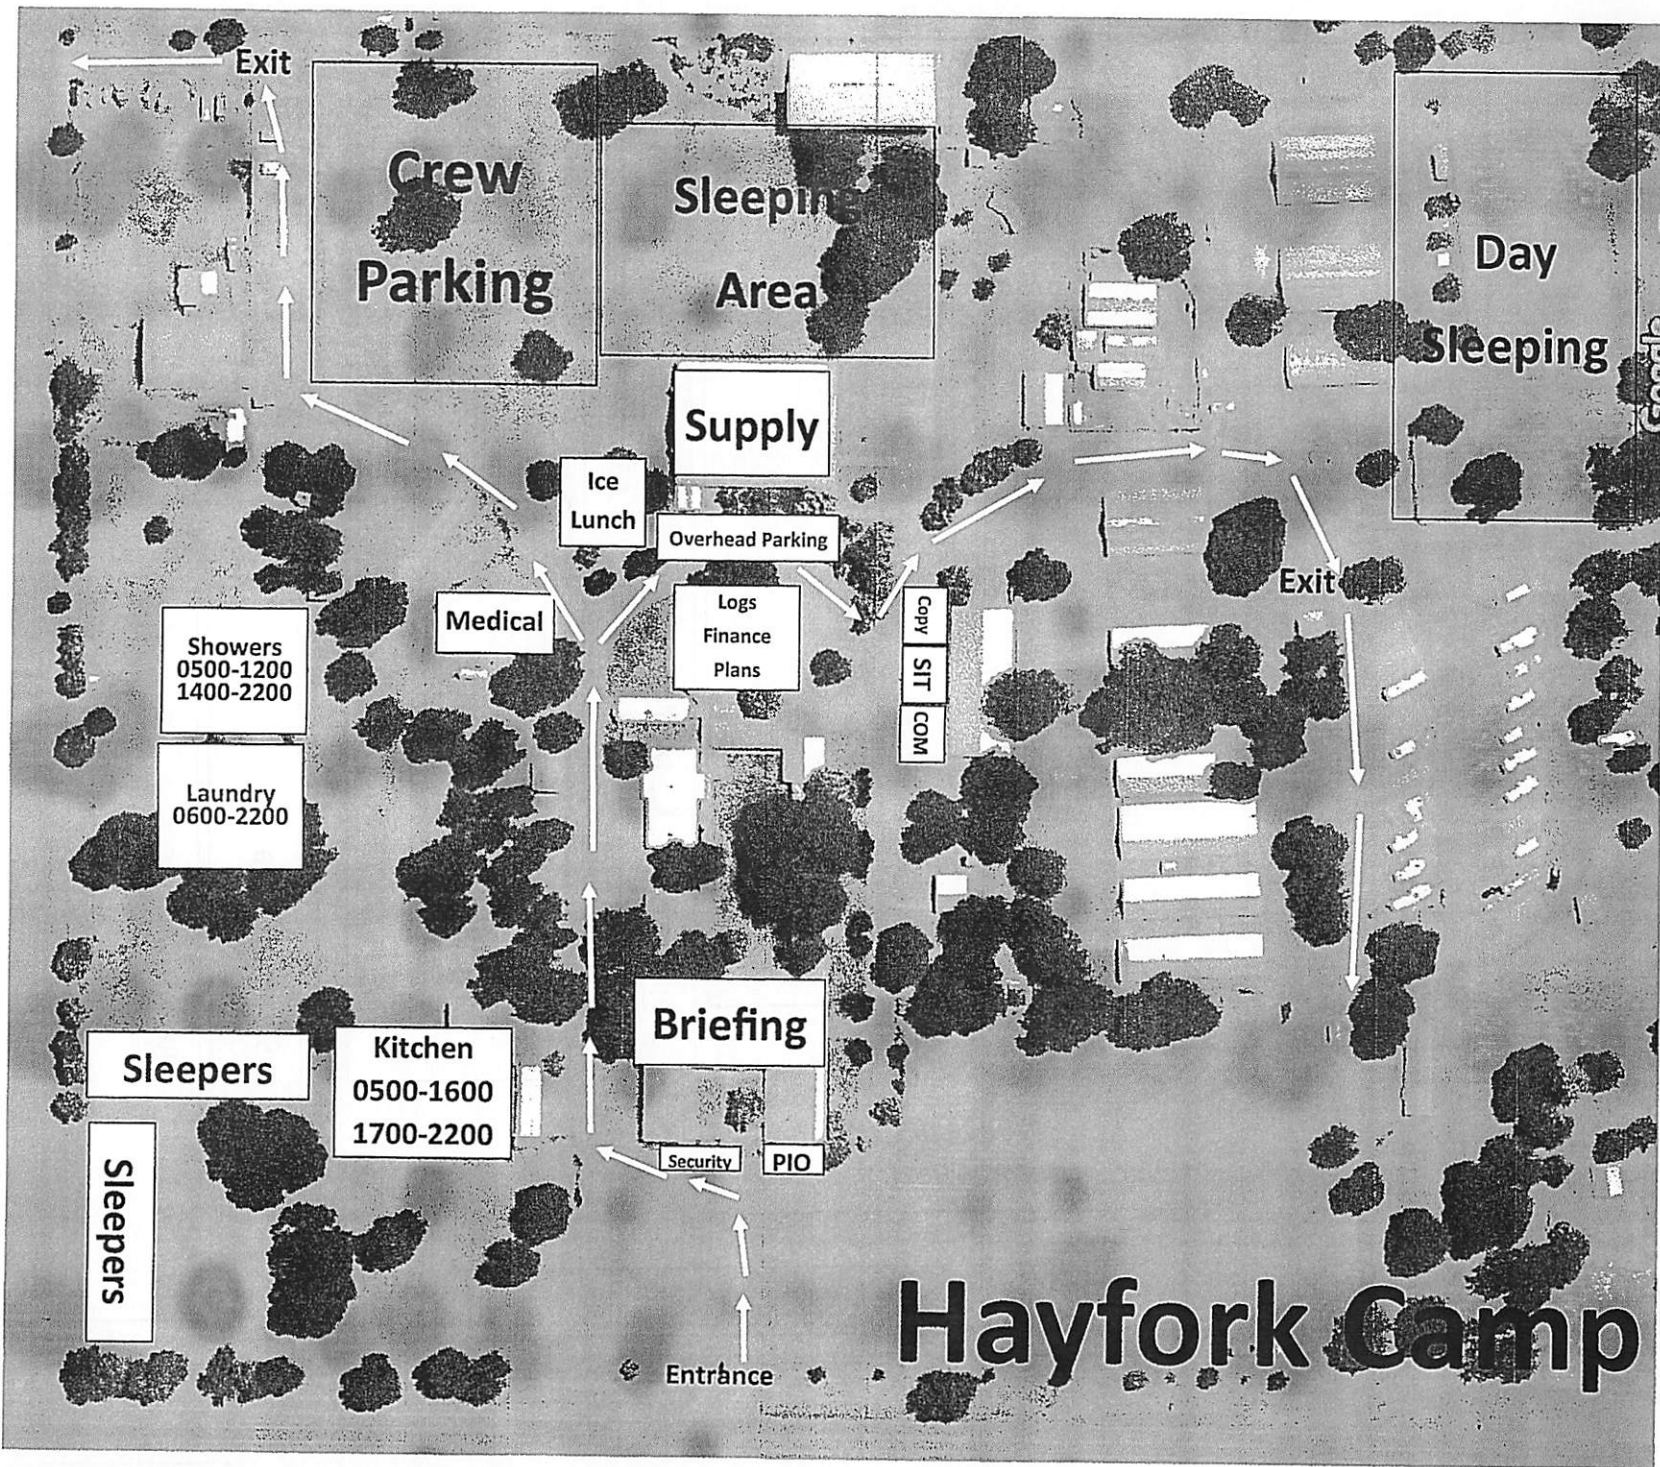 Exit
Crew
Parking
Sleeping
Area
Day
Sleeping
Google
Supply
Ice
Lunch
Overhead Parking
Exit
Medical
Logs
Finance
Plans
Copy
SIT
COM
Showers
0500-1200
1400-2200
Laundry
0600-2200
Briefing
Sleepers
Kitchen
0500-1600
1700-2200
Security
PIO
Sleepers
Hayfork Camp
Entrance